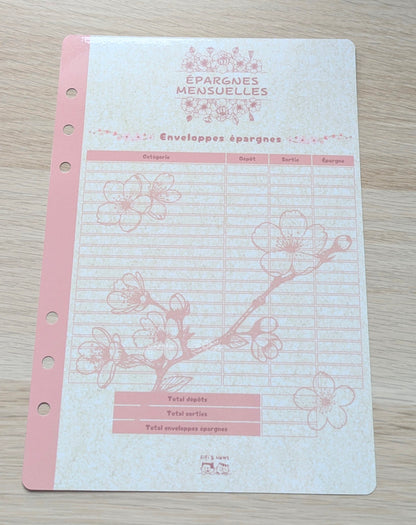 ÉPARGNES
MENSUELLES
Enveloppes épargnes
Catégorie Dépôt Sortie Épargne
Total dépôts
Total sorties
Total enveloppes épargnes